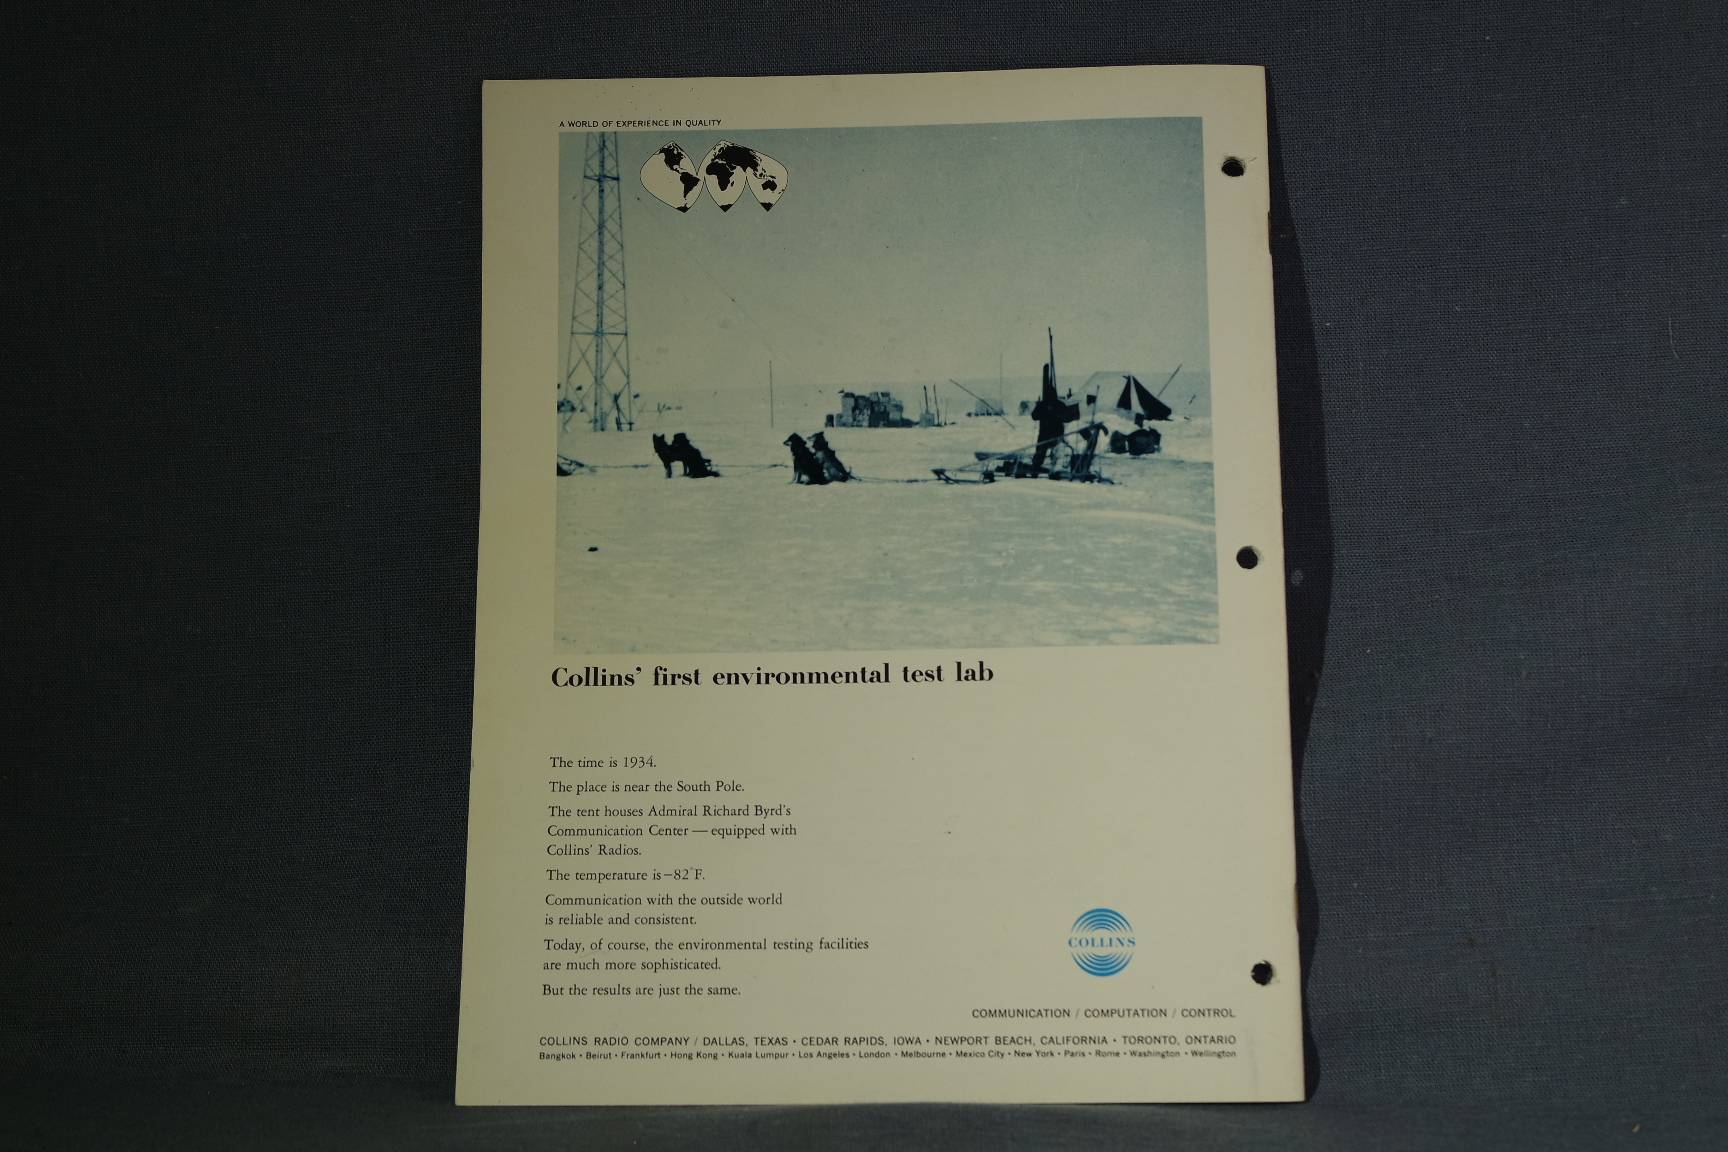 A WORLD OF EXPERIENCE IN QUALITY
Collins' first environmental test lab
The time is 1934.
The place is near the South Pole.
The tent houses Admiral Richard Byrd's
Communication Center — equipped with
Collins' Radios.
The temperature is −82°F.
Communication with the outside world
is reliable and consistent.
Today, of course, the environmental testing facilities
are much more sophisticated.
But the results are just the same.
COLLINS
COMMUNICATION / COMPUTATION / CONTROL
COLLINS RADIO COMPANY / DALLAS, TEXAS • CEDAR RAPIDS, IOWA • NEWPORT BEACH, CALIFORNIA • TORONTO, ONTARIO
Bangkok • Beirut • Frankfurt • Hong Kong • Kuala Lumpur • Los Angeles • London • Melbourne • Mexico City • New York • Paris • Rome • Washington • Wellington